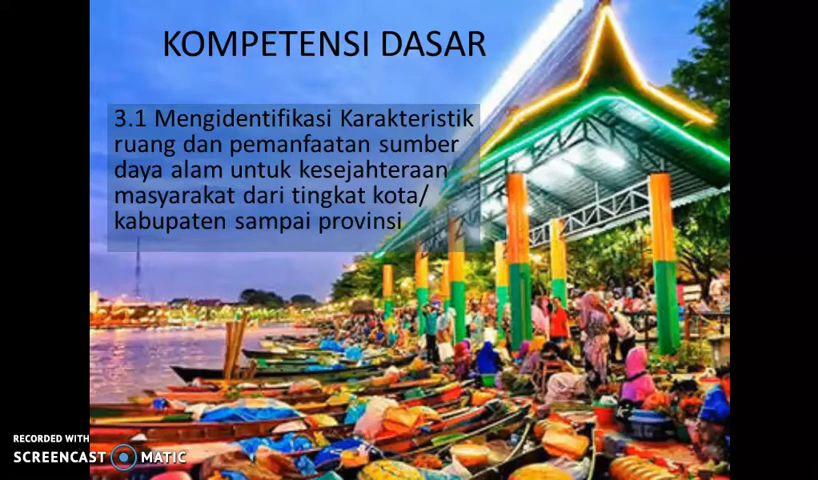 KOMPETENSI DASAR
3.1 Mengidentifikasi Karakteristik
ruang dan pemanfaatan sumber
daya alam untuk kesejahteraan
masyarakat dari tingkat kota/
kabupaten sampai provinsi
RECORDED WITH
SCREENCAST MATIC